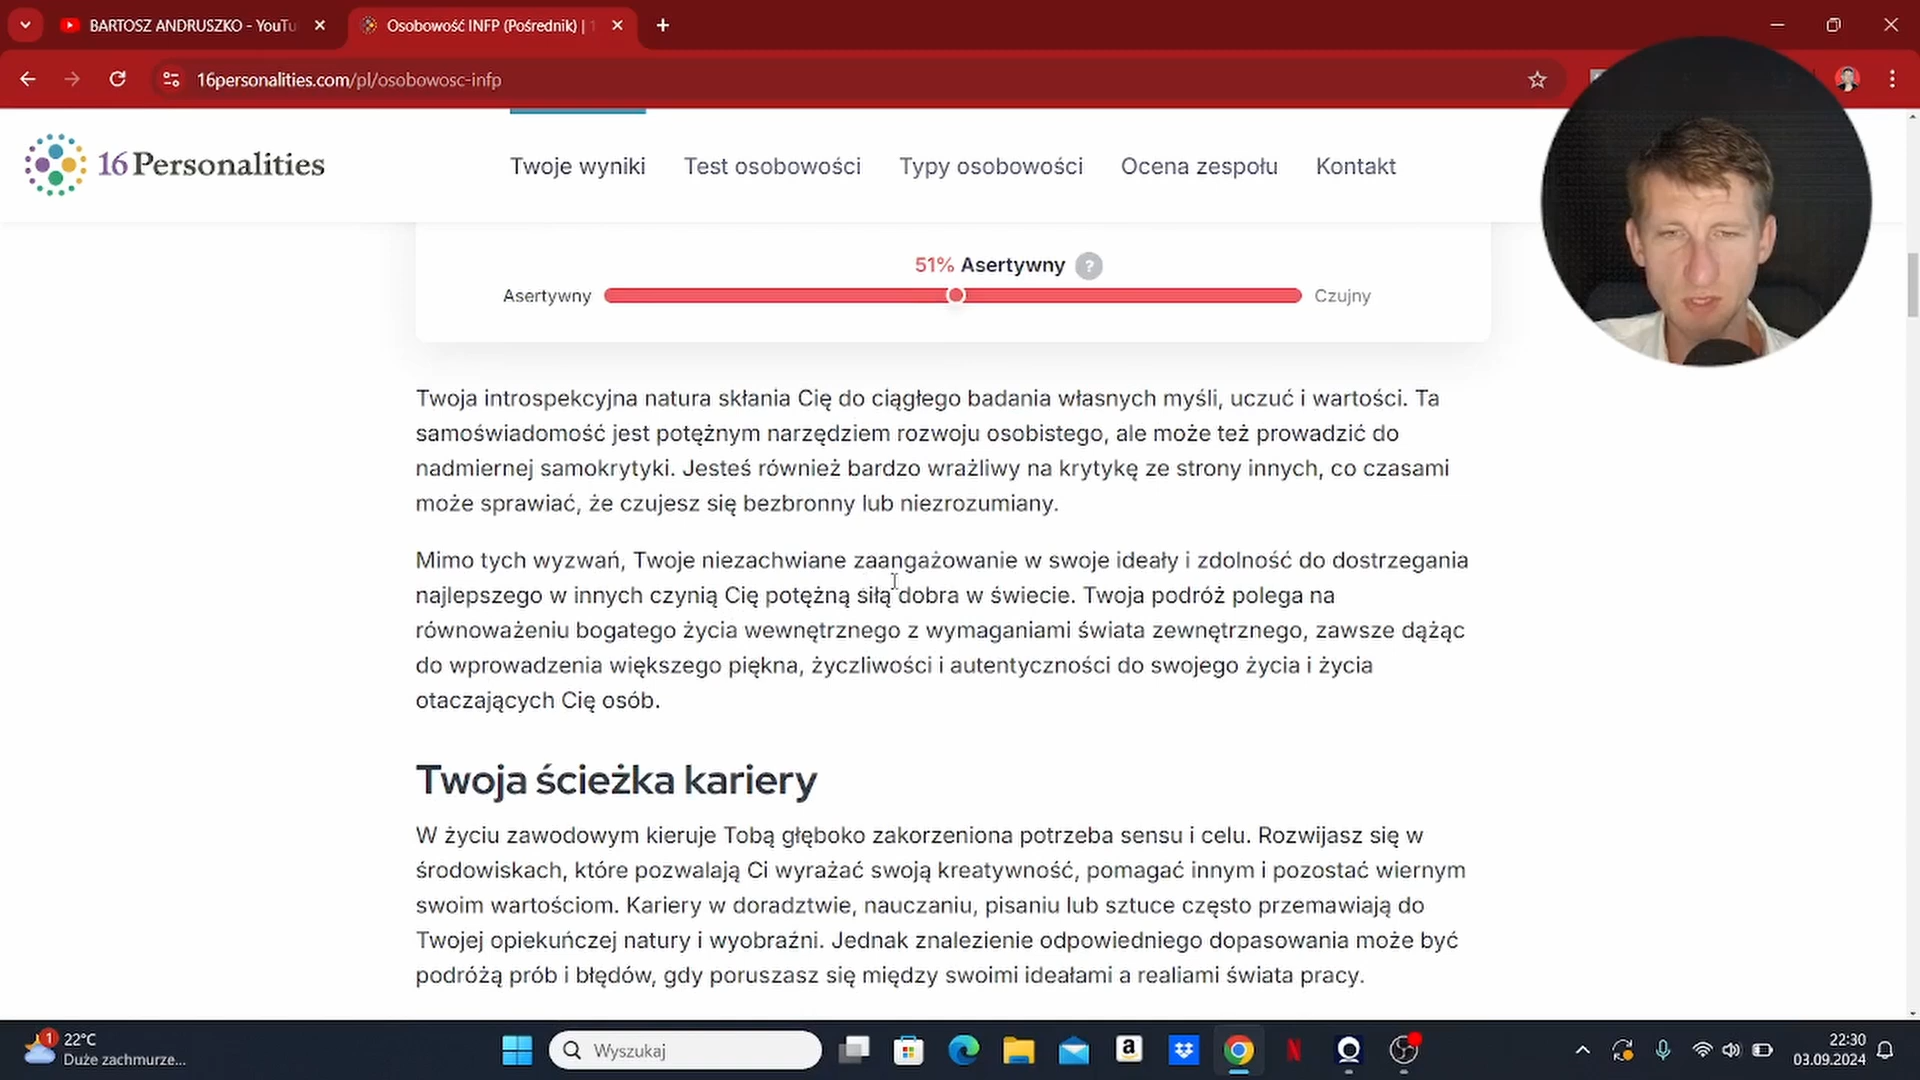 BARTOSZ ANDRUSZKO - YouTu
Osobowość INFP (Pośrednik) | 1
16personalities.com/pl/osobowosc-infp
16Personalities
Twoje wyniki
Test osobowości
Typy osobowości
Ocena zespołu
Kontakt
51% Asertywny ?
Asertywny
Czujny
Twoja introspekcyjna natura skłania Cię do ciągłego badania własnych myśli, uczuć i wartości. Ta
samoświadomość jest potężnym narzędziem rozwoju osobistego, ale może też prowadzić do
nadmiernej samokrytyki. Jesteś również bardzo wrażliwy na krytykę ze strony innych, co czasami
może sprawiać, że czujesz się bezbronny lub niezrozumiany.
Mimo tych wyzwań, Twoje niezachwiane zaangażowanie w swoje ideały i zdolność do dostrzegania
najlepszego w innych czynią Cię potężną siłą dobra w świecie. Twoja podróż polega na
równoważeniu bogatego życia wewnętrznego z wymaganiami świata zewnętrznego, zawsze dążąc
do wprowadzenia większego piękna, życzliwości i autentyczności do swojego życia i życia
otaczających Cię osób.
Twoja ścieżka kariery
W życiu zawodowym kieruje Tobą głęboko zakorzeniona potrzeba sensu i celu. Rozwijasz się w
środowiskach, które pozwalają Ci wyrażać swoją kreatywność, pomagać innym i pozostać wiernym
swoim wartościom. Kariery w doradztwie, nauczaniu, pisaniu lub sztuce często przemawiają do
Twojej opiekuńczej natury i wyobraźni. Jednak znalezienie odpowiedniego dopasowania może być
podróżą prób i błędów, gdy poruszasz się między swoimi ideałami a realiami świata pracy.
1
22°C
Duże zachmurze...
Wyszukaj
a
N
22:30
03.09.2024